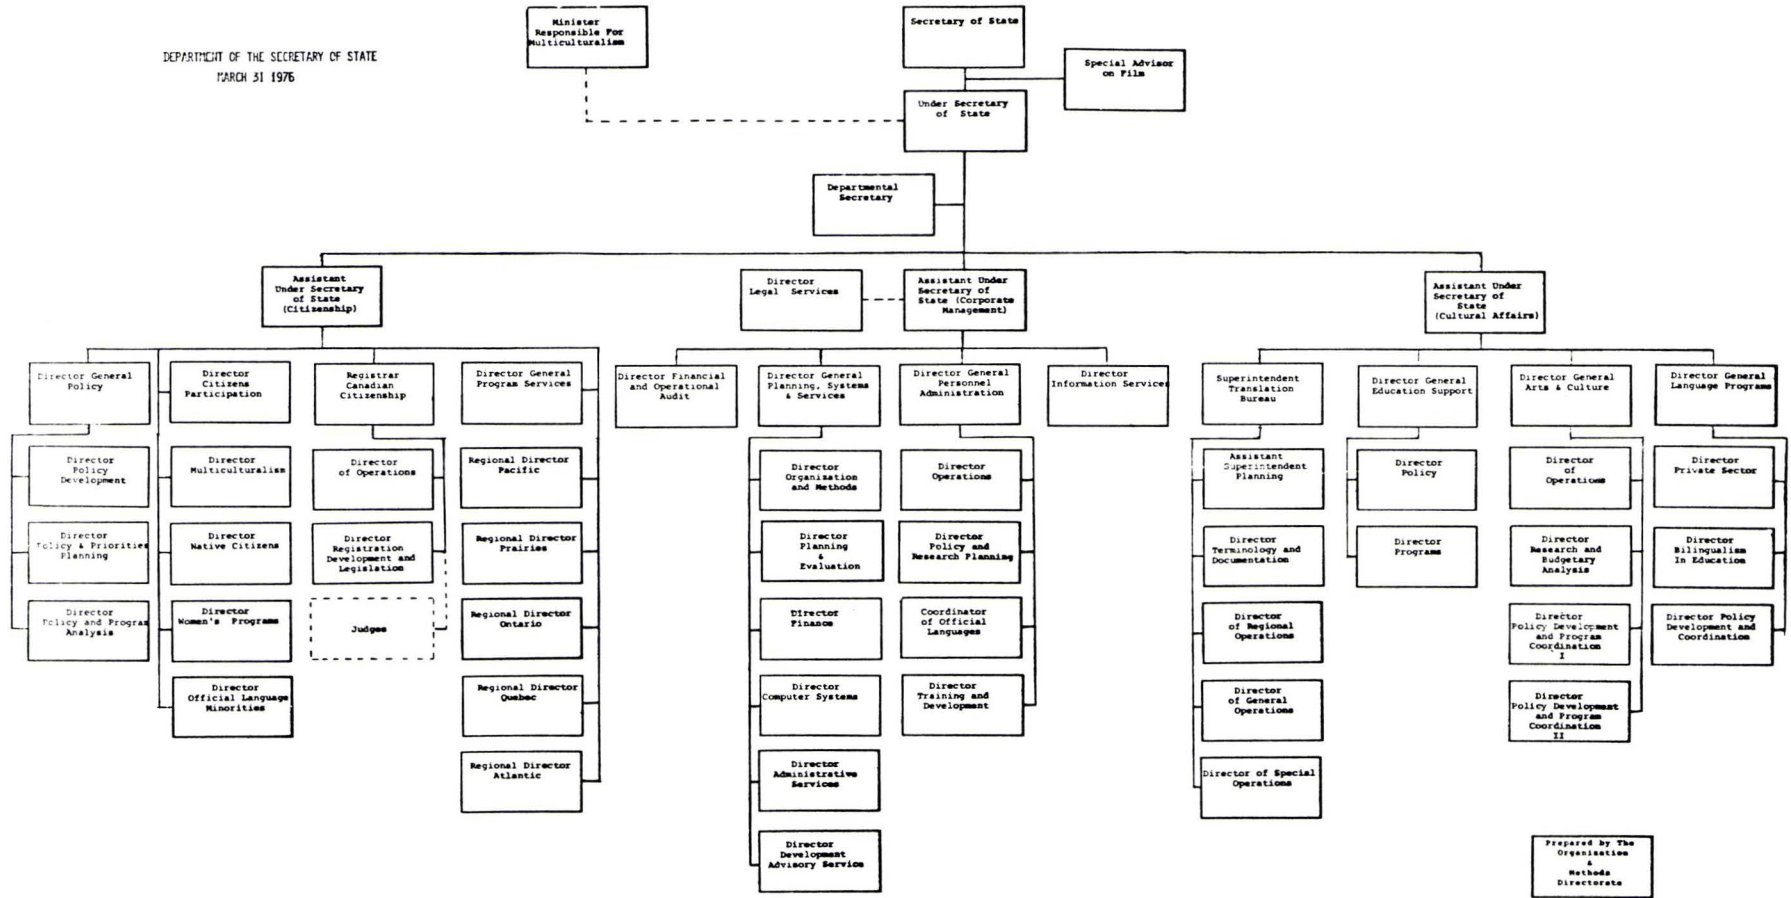 DEPARTMENT OF THE SECRETARY OF STATE
MARCH 31 1976
Minister
Responsible For
Multiculturalism
Secretary of State
Special Advisor
on Film
Under Secretary
of State
Departmental
Secretary
Assistant
Under Secretary
of State
(Citizenship)
Director
Legal Services
Assistant Under
Secretary of
State (Corporate
Management)
Assistant Under
Secretary of
State
(Cultural Affairs)
Director General
Policy
Director
Citizens
Participation
Registrar
Canadian
Citizenship
Director General
Program Services
Director Financial
and Operational
Audit
Director General
Planning, Systems
& Services
Director General
Personnel
Administration
Director
Information Services
Superintendent
Translation
Bureau
Director General
Education Support
Director General
Arts & Culture
Director General
Language Programs
Director
Policy
Development
Director
Multiculturalism
Director
of Operations
Regional Director
Pacific
Director
Organization
and Methods
Director
Operations
Assistant
Superintendent
Planning
Director
Policy
Director
of
Operations
Director
Private Sector
Director
Policy & Priorities
Planning
Director
Native Citizens
Director
Registration
Development and
Legislation
Regional Director
Prairies
Director
Planning
&
Evaluation
Director
Policy and
Research Planning
Director
Terminology and
Documentation
Director
Programs
Director
Research and
Budgetary
Analysis
Director
Bilingualism
In Education
Director
Policy and Program
Analysis
Director
Women's Programs
Judges
Regional Director
Ontario
Director
Finance
Coordinator
of Official
Languages
Director
of Regional
Operations
Director
Policy Development
and Program
Coordination
I
Director Policy
Development and
Coordination
Director
Official Language
Minorities
Regional Director
Quebec
Director
Computer Systems
Director
Training and
Development
Director
of General
Operations
Director
Policy Development
and Program
Coordination
II
Regional Director
Atlantic
Director
Administrative
Services
Director of Special
Operations
Director
Development
Advisory Service
Prepared by The
Organization
&
Methods
Directorate